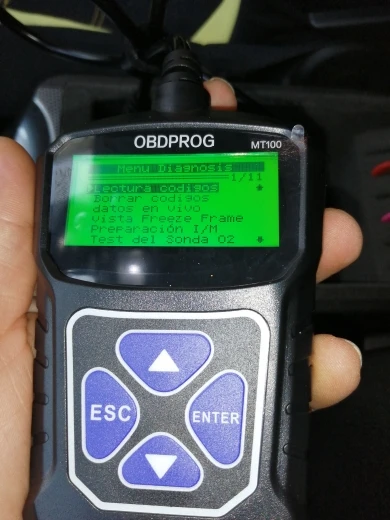 OBDPROG
MT100
Menu Diagnosis
1/11
Lectura codigos
Borrar codigos
datos en vivo
vista Freeze Frame
Preparación I/M
Test del Sonda O2
ESC
ENTER